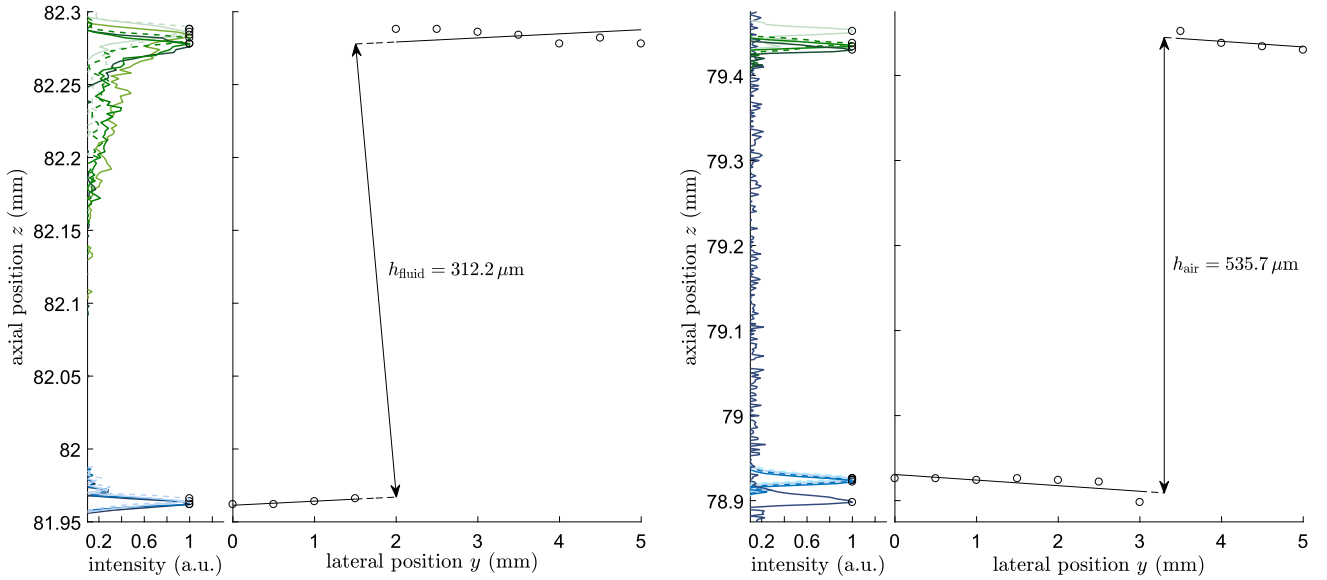 82.3
82.25
82.2
82.15
82.1
82.05
82
81.95
axial position z (mm)
0.2 0.6 1
intensity (a.u.)
h_fluid = 312.2 μm
0 1 2 3 4 5
lateral position y (mm)
79.4
79.3
79.2
79.1
79
78.9
axial position z (mm)
0.2 0.6 1
intensity (a.u.)
h_air = 535.7 μm
0 1 2 3 4 5
lateral position y (mm)